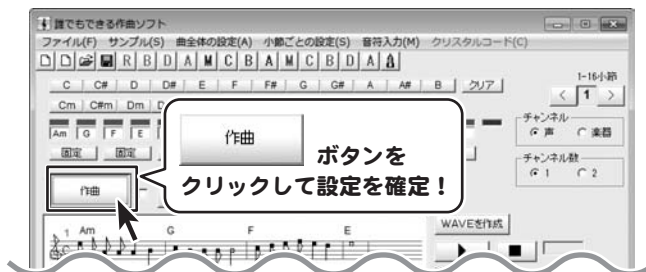 誰でもできる作曲ソフト
ファイル(F) サンプル(S) 曲全体の設定(A) 小節ごとの設定(S) 音符入力(M) クリスタルコード(C)
R B D A M C B A M C B D A
C C# D D# E F F# G G# A A# B クリア
1-16小節
< 1 >
Cm C#m Dm
Am G F E
固定 固定
チャンネル
声 楽器
チャンネル数
1 2
作曲
作曲 ボタンを
クリックして設定を確定!
WAVEを作成
1 Am G F E